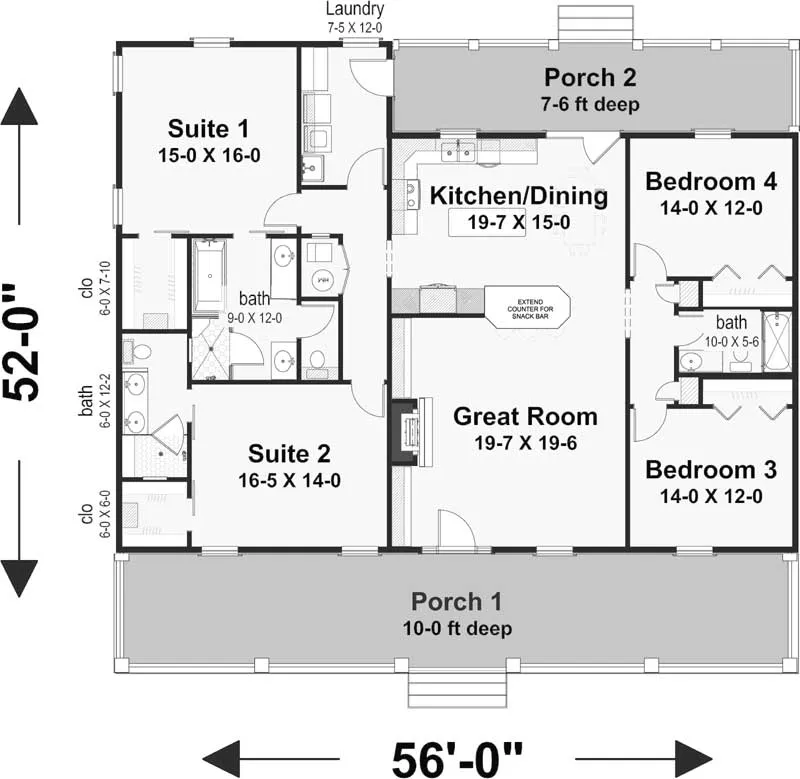 Laundry
7-5 X 12-0
Porch 2
7-6 ft deep
Suite 1
15-0 X 16-0
Kitchen/Dining
19-7 X 15-0
Bedroom 4
14-0 X 12-0
clo
6-0 X 7-10
bath
9-0 X 12-0
WH
EXTEND
COUNTER FOR
SNACK BAR
bath
10-0 X 5-6
52'-0"
bath
6-0 X 12-2
Great Room
19-7 X 19-6
Suite 2
16-5 X 14-0
Bedroom 3
14-0 X 12-0
clo
6-0 X 6-0
Porch 1
10-0 ft deep
56'-0"